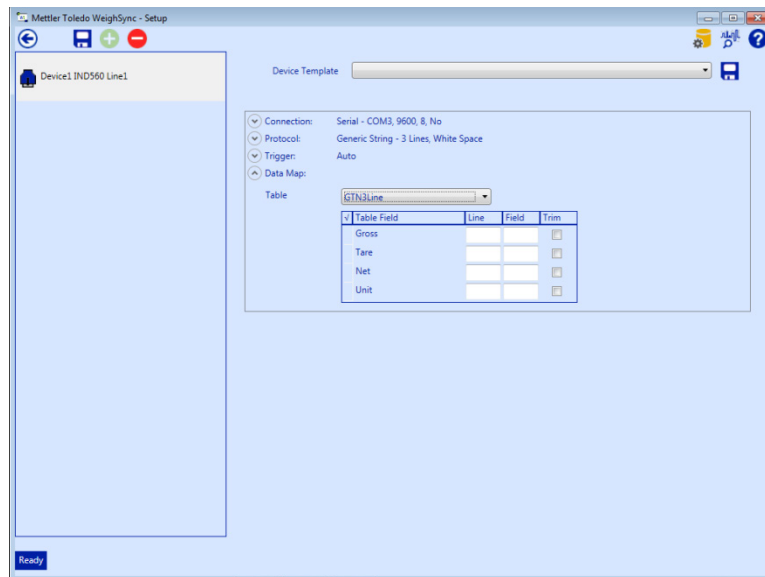 Mettler Toledo WeighSync - Setup
Device1 IND560 Line1
Device Template
Connection: Serial - COM3, 9600, 8, No
Protocol: Generic String - 3 Lines, White Space
Trigger: Auto
Data Map:
Table GTN3Line
√ Table Field Line Field Trim
Gross
Tare
Net
Unit
Ready